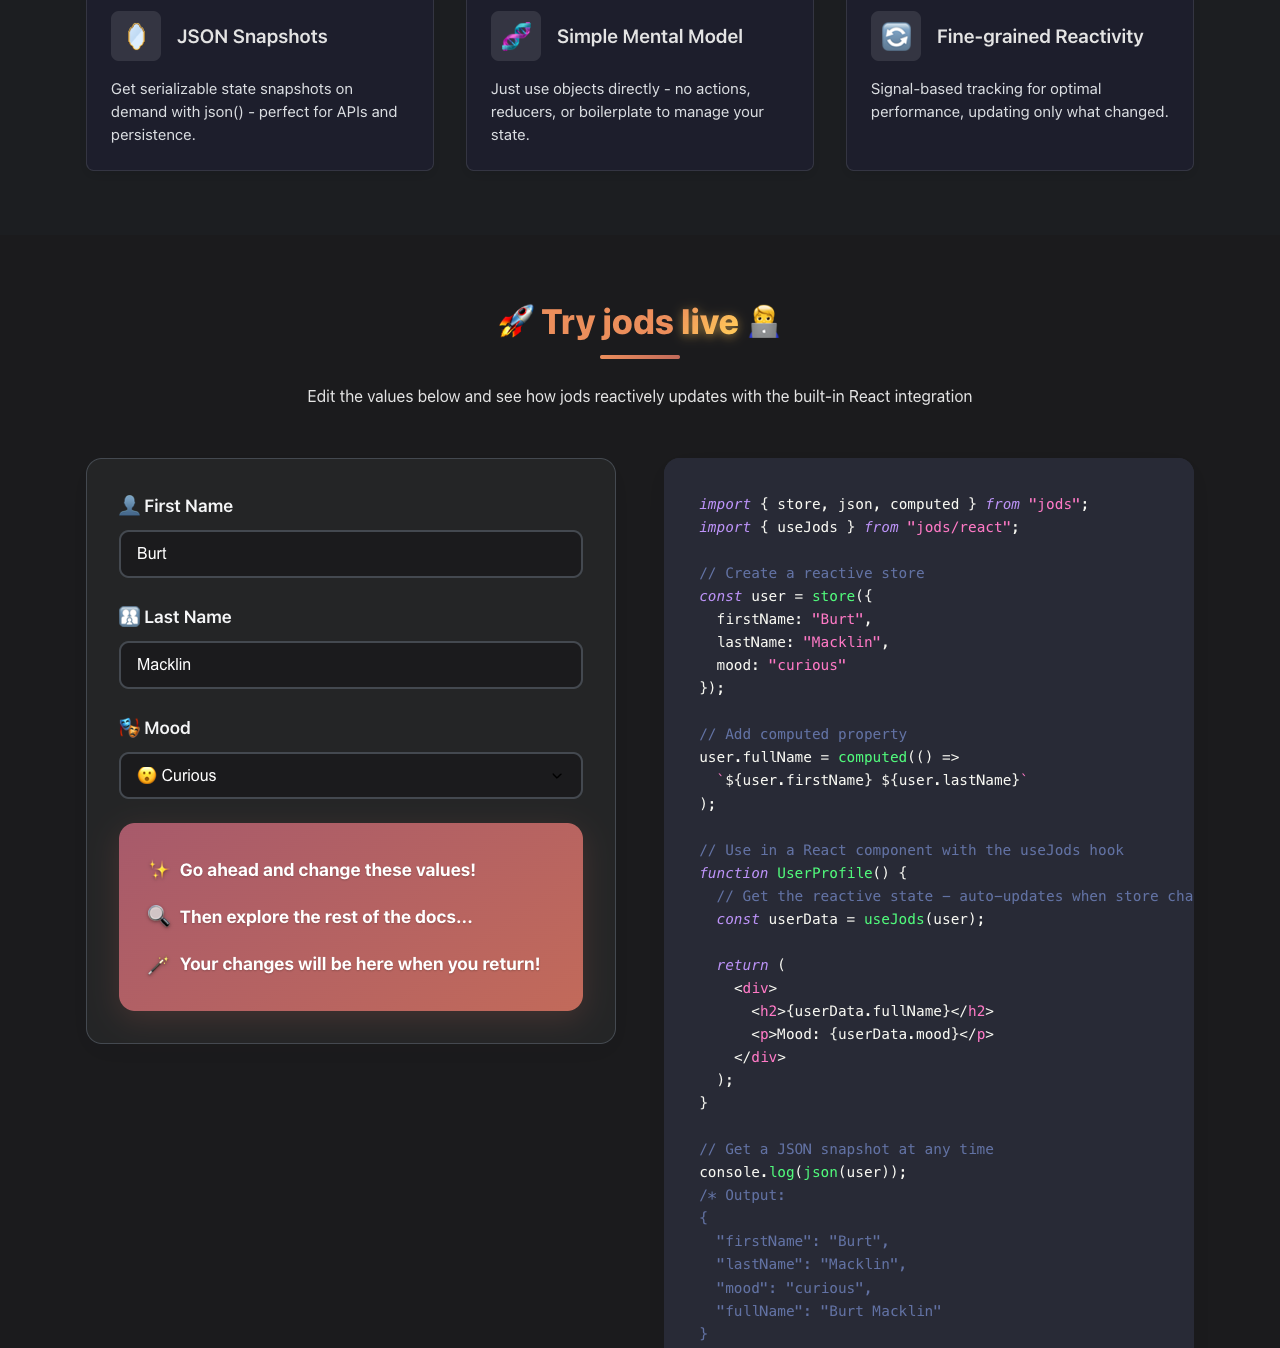 JSON Snapshots
Get serializable state snapshots on
demand with json() - perfect for APIs and
persistence.
Simple Mental Model
Just use objects directly - no actions,
reducers, or boilerplate to manage your
state.
Fine-grained Reactivity
Signal-based tracking for optimal
performance, updating only what changed.
🚀 Try jods live 🧑‍💻
Edit the values below and see how jods reactively updates with the built-in React integration
👤 First Name
Burt
👪 Last Name
Macklin
🎭 Mood
😮 Curious
✨ Go ahead and change these values!
🔍 Then explore the rest of the docs...
🪄 Your changes will be here when you return!
import { store, json, computed } from "jods";
import { useJods } from "jods/react";

// Create a reactive store
const user = store({
  firstName: "Burt",
  lastName: "Macklin",
  mood: "curious"
});

// Add computed property
user.fullName = computed(() =>
  `${user.firstName} ${user.lastName}`
);

// Use in a React component with the useJods hook
function UserProfile() {
  // Get the reactive state – auto-updates when store cha
  const userData = useJods(user);

  return (
    <div>
      <h2>{userData.fullName}</h2>
      <p>Mood: {userData.mood}</p>
    </div>
  );
}

// Get a JSON snapshot at any time
console.log(json(user));
/* Output:
{
  "firstName": "Burt",
  "lastName": "Macklin",
  "mood": "curious",
  "fullName": "Burt Macklin"
}